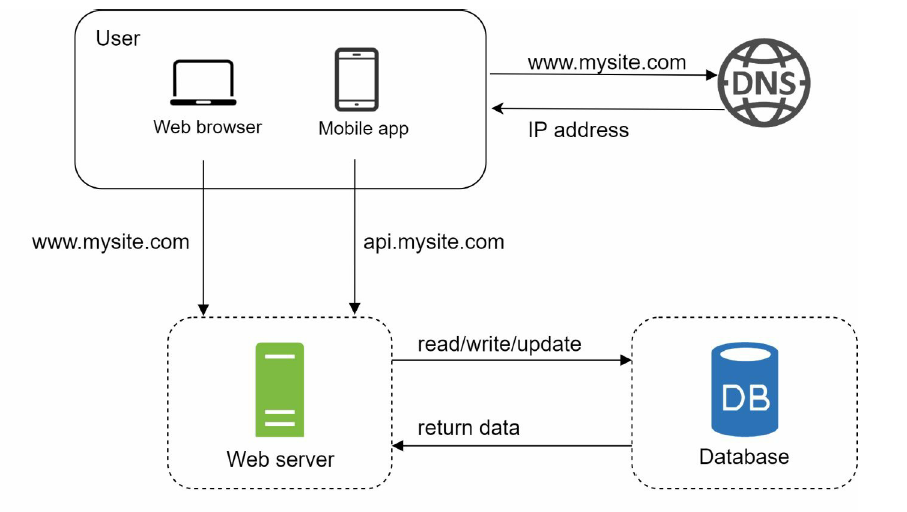 User
Web browser
Mobile app
www.mysite.com
DNS
IP address
www.mysite.com
api.mysite.com
read/write/update
return data
Web server
DB
Database